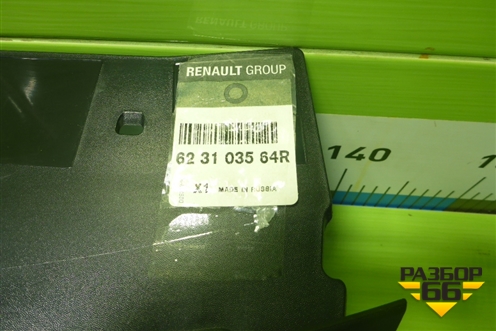 RENAULT GROUP
62 31 035 64R
X1 MADE IN RUSSIA
140
РАЗБОР
66